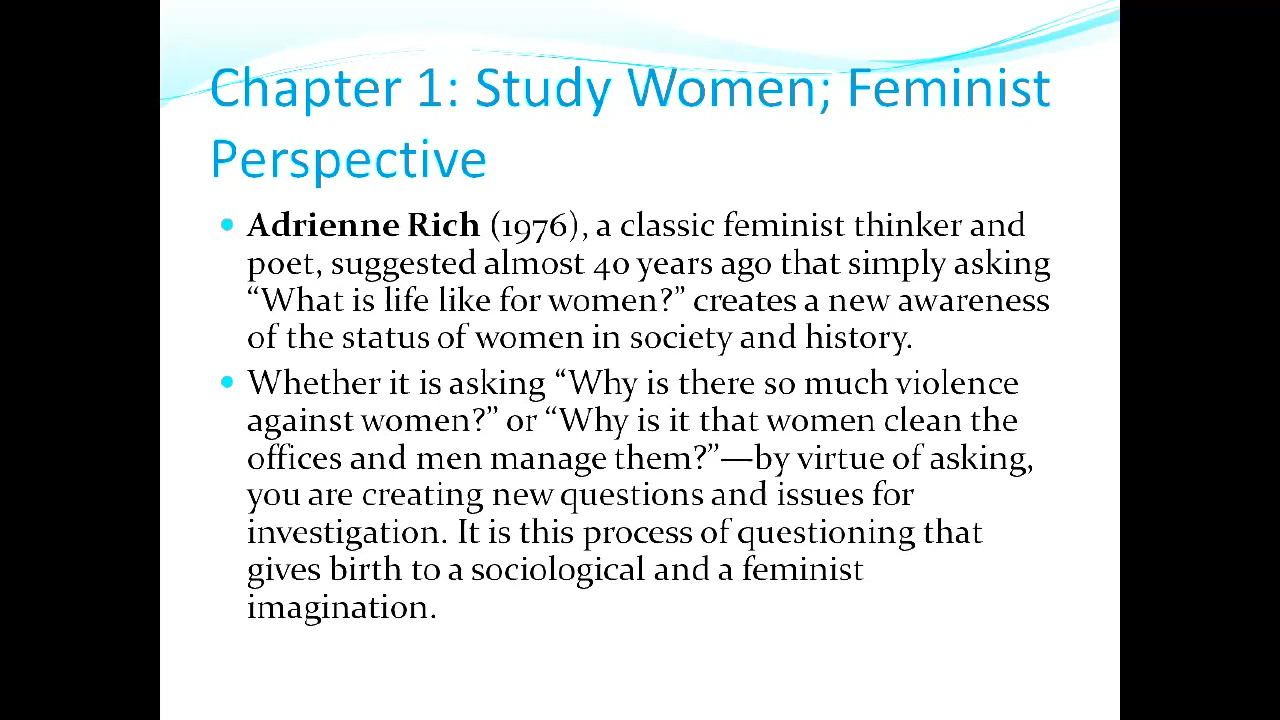 Chapter 1: Study Women; Feminist
Perspective
• Adrienne Rich (1976), a classic feminist thinker and
poet, suggested almost 40 years ago that simply asking
“What is life like for women?” creates a new awareness
of the status of women in society and history.
• Whether it is asking “Why is there so much violence
against women?” or “Why is it that women clean the
offices and men manage them?”—by virtue of asking,
you are creating new questions and issues for
investigation. It is this process of questioning that
gives birth to a sociological and a feminist
imagination.